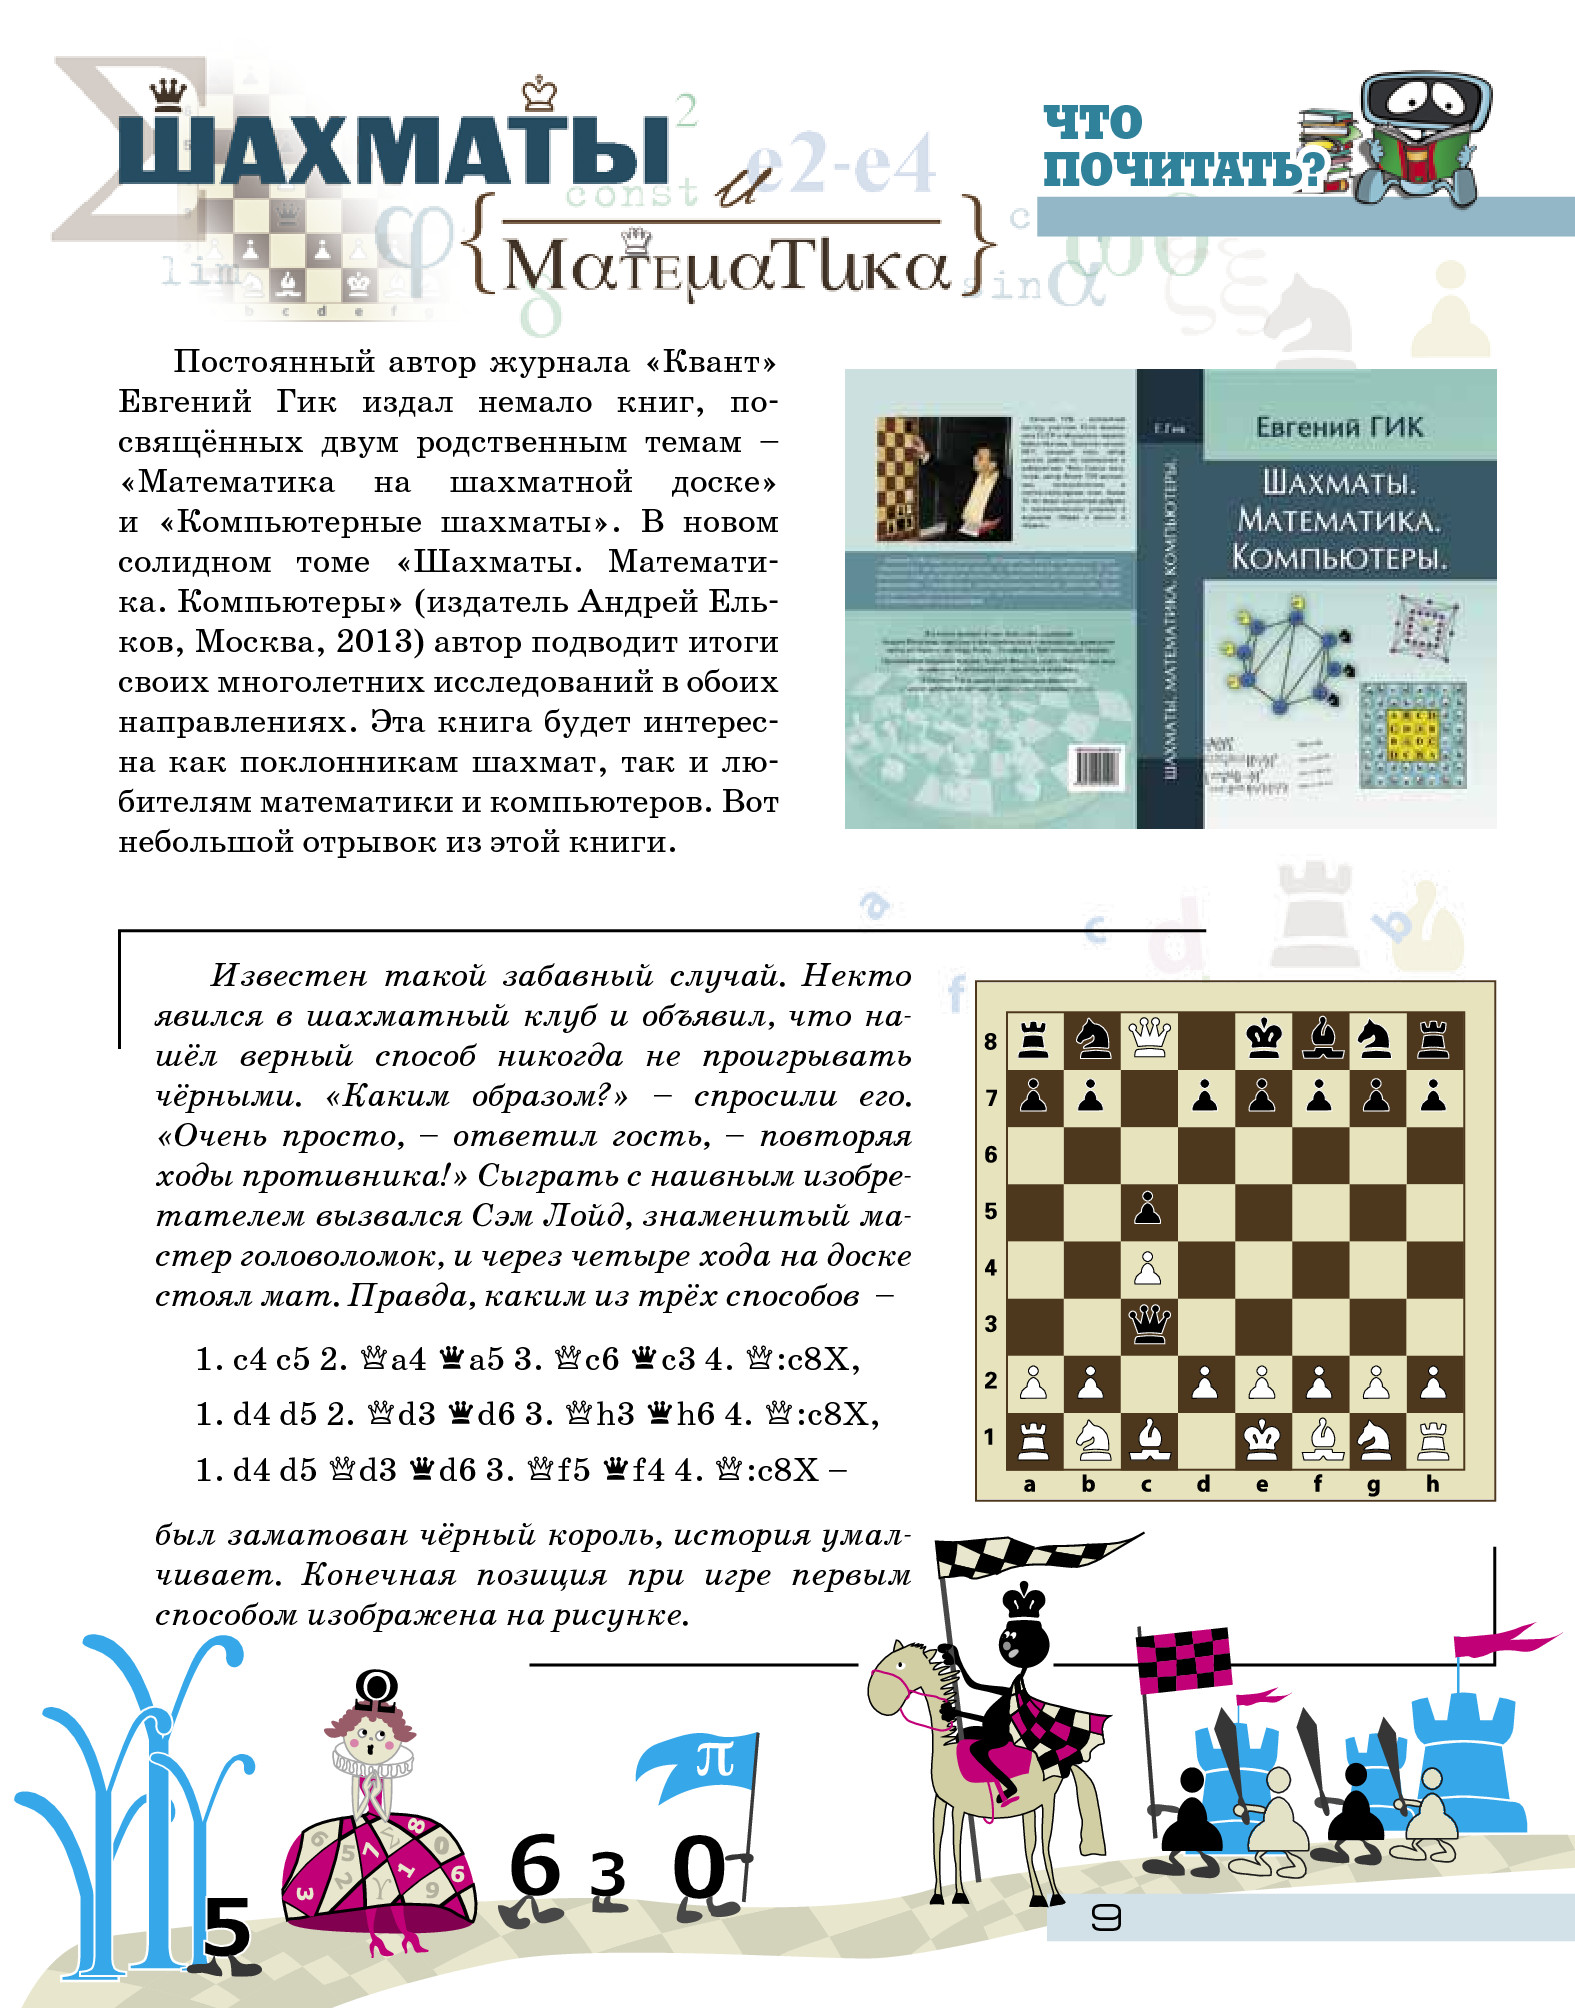 ШАХМАТЫ
и
МатематИка
2
const
e2-e4
lim
φ
δ
sin
α
ЧТО
ПОЧИТАТЬ?
Постоянный автор журнала «Квант»
Евгений Гик издал немало книг, по-
свящённых двум родственным темам –
«Математика на шахматной доске»
и «Компьютерные шахматы». В новом
солидном томе «Шахматы. Математи-
ка. Компьютеры» (издатель Андрей Ель-
ков, Москва, 2013) автор подводит итоги
своих многолетних исследований в обоих
направлениях. Эта книга будет интерес-
на как поклонникам шахмат, так и лю-
бителям математики и компьютеров. Вот
небольшой отрывок из этой книги.
Е.Гик
ШАХМАТЫ. МАТЕМАТИКА. КОМПЬЮТЕРЫ.
Евгений ГИК
ШАХМАТЫ.
МАТЕМАТИКА.
КОМПЬЮТЕРЫ.
a
c
d
b
f
Известен такой забавный случай. Некто
явился в шахматный клуб и объявил, что на-
шёл верный способ никогда не проигрывать
чёрными. «Каким образом?» – спросили его.
«Очень просто, – ответил гость, – повторяя
ходы противника!» Сыграть с наивным изобре-
тателем вызвался Сэм Лойд, знаменитый ма-
стер головоломок, и через четыре хода на доске
стоял мат. Правда, каким из трёх способов –
1. c4 c5 2. ♕a4 ♛a5 3. ♕c6 ♛c3 4. ♕:c8X,
1. d4 d5 2. ♕d3 ♛d6 3. ♕h3 ♛h6 4. ♕:c8X,
1. d4 d5 ♕d3 ♛d6 3. ♕f5 ♛f4 4. ♕:c8X –
был заматован чёрный король, история умал-
чивает. Конечная позиция при игре первым
способом изображена на рисунке.
8
7
6
5
4
3
2
1
a b c d e f g h
π
Ω
5
6 3 0
9